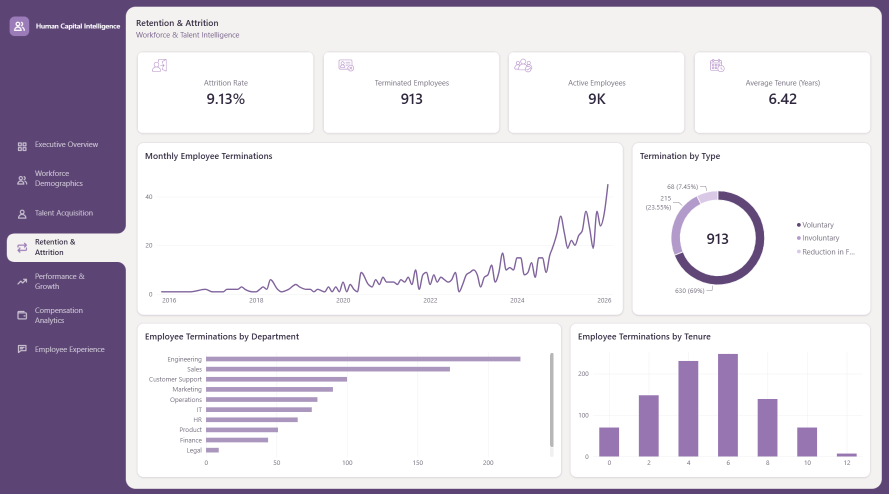 Human Capital Intelligence
Executive Overview
Workforce
Demographics
Talent Acquisition
Retention &
Attrition
Performance &
Growth
Compensation
Analytics
Employee Experience
Retention & Attrition
Workforce & Talent Intelligence
Attrition Rate
9.13%
Terminated Employees
913
Active Employees
9K
Average Tenure (Years)
6.42
Monthly Employee Terminations
40
20
0
2016 2018 2020 2022 2024 2026
Termination by Type
68 (7.45%)
215
(23.55%)
913
630 (69%)
Voluntary
Involuntary
Reduction in F...
Employee Terminations by Department
Engineering
Sales
Customer Support
Marketing
Operations
IT
HR
Product
Finance
Legal
0 50 100 150 200
Employee Terminations by Tenure
200
100
0
0 2 4 6 8 10 12